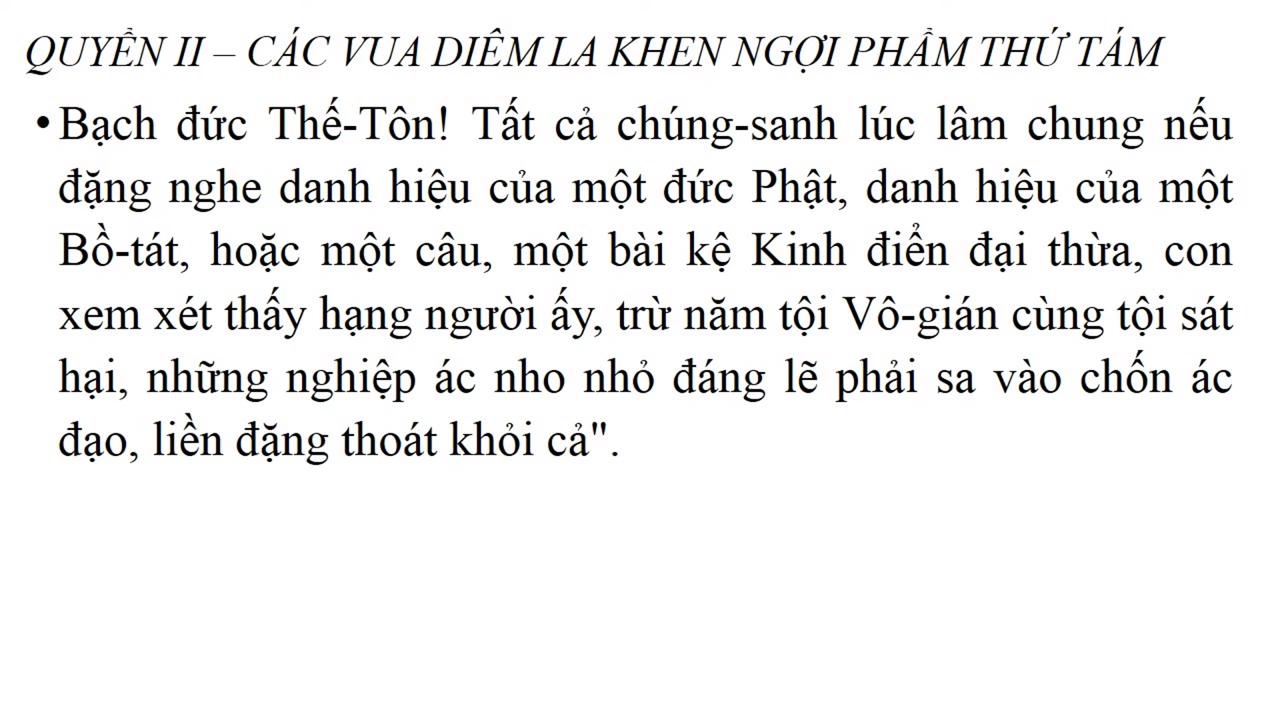 QUYỂN II – CÁC VUA DIÊM LA KHEN NGỢI PHẨM THỨ TÁM
• Bạch đức Thế-Tôn! Tất cả chúng-sanh lúc lâm chung nếu
đặng nghe danh hiệu của một đức Phật, danh hiệu của một
Bồ-tát, hoặc một câu, một bài kệ Kinh điển đại thừa, con
xem xét thấy hạng người ấy, trừ năm tội Vô-gián cùng tội sát
hại, những nghiệp ác nho nhỏ đáng lẽ phải sa vào chốn ác
đạo, liền đặng thoát khỏi cả".